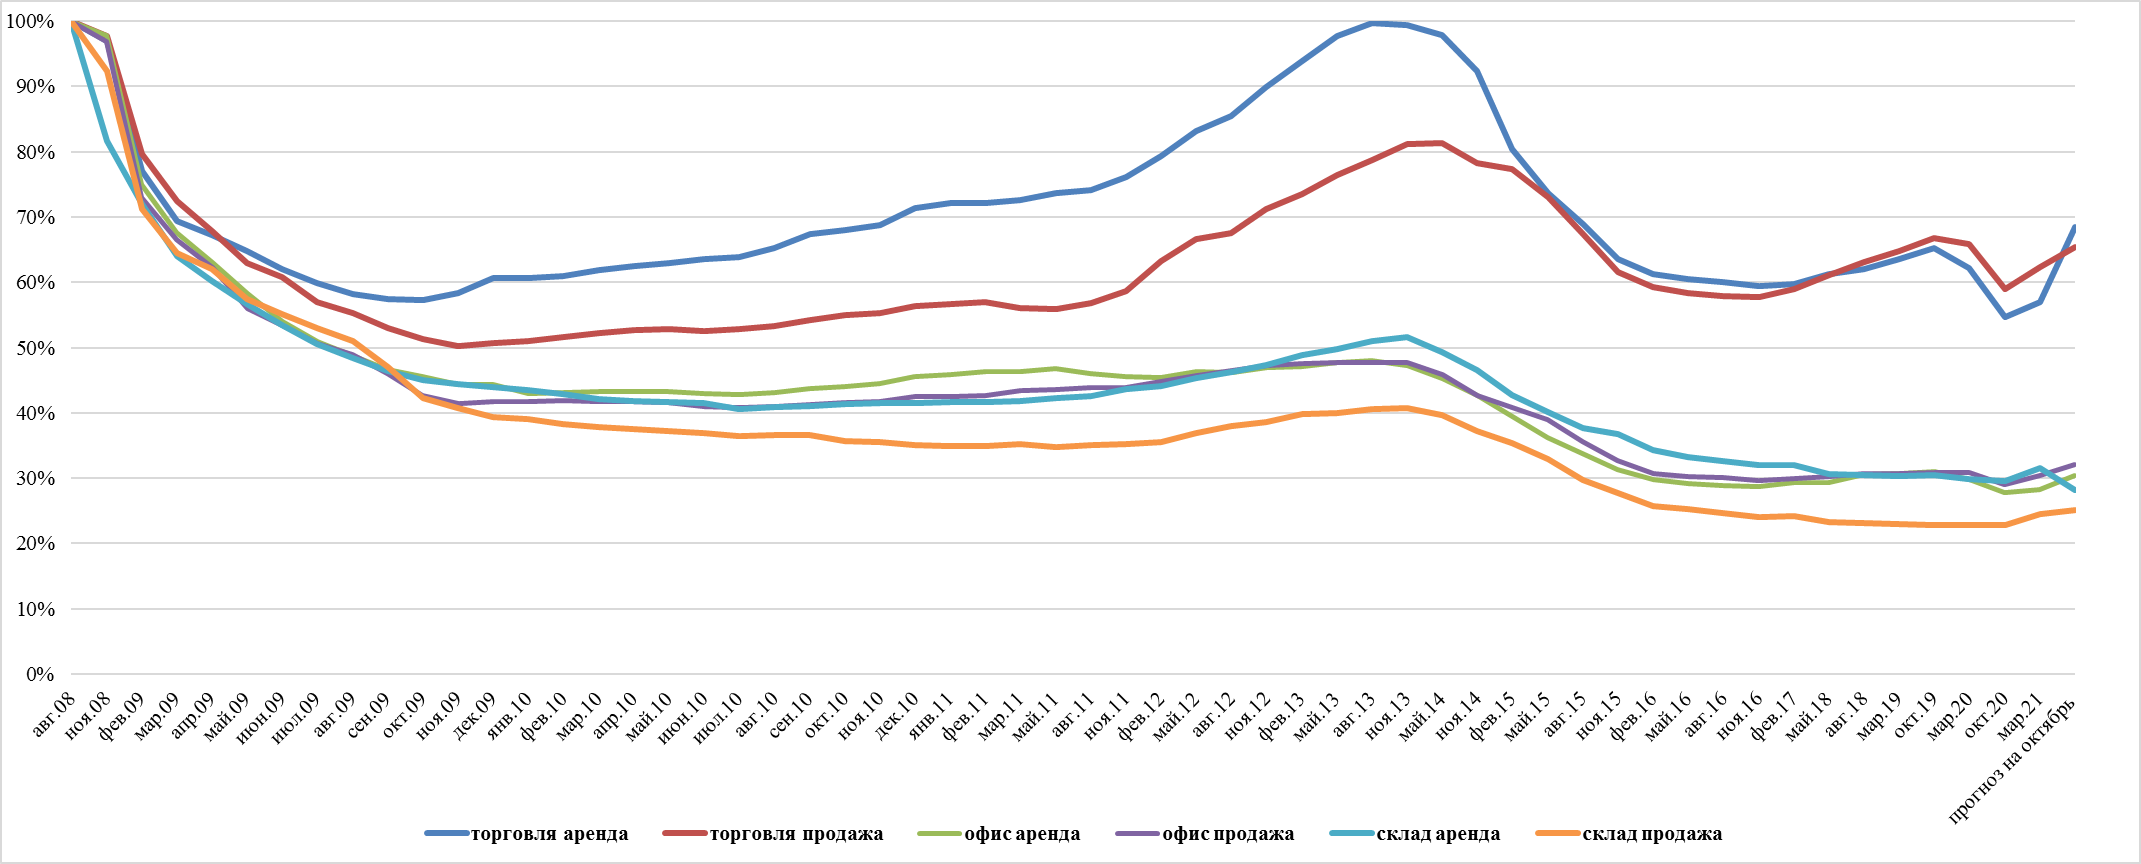 100%
90%
80%
70%
60%
50%
40%
30%
20%
10%
0%
авг.08
ноя.08
фев.09
мар.09
апр.09
май.09
июн.09
июл.09
авг.09
сен.09
окт.09
ноя.09
дек.09
янв.10
фев.10
мар.10
апр.10
май.10
июн.10
июл.10
авг.10
сен.10
окт.10
ноя.10
дек.10
янв.11
фев.11
мар.11
май.11
авг.11
ноя.11
фев.12
май.12
авг.12
ноя.12
фев.13
май.13
авг.13
ноя.13
май.14
ноя.14
фев.15
май.15
авг.15
ноя.15
фев.16
май.16
авг.16
ноя.16
фев.17
май.18
авг.18
мар.19
окт.19
мар.20
окт.20
мар.21
прогноз на октябрь
торговля аренда
торговля продажа
офис аренда
офис продажа
склад аренда
склад продажа